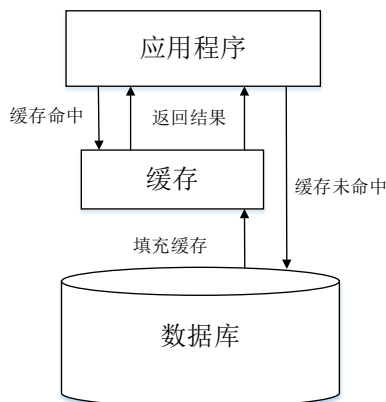 应用程序
缓存命中
返回结果
缓存
缓存未命中
填充缓存
数据库